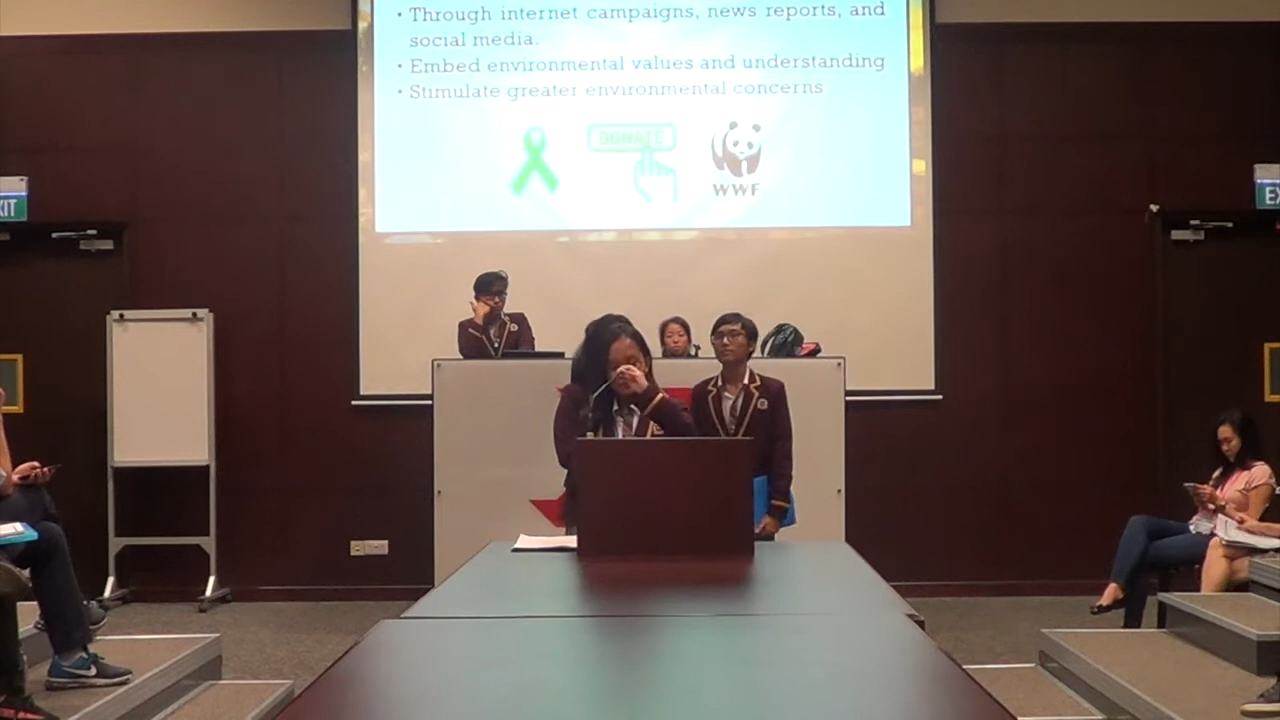 • Through internet campaigns, news reports, and
social media.
• Embed environmental values and understanding
• Stimulate greater environmental concerns
DONATE
WWF
XIT
EX